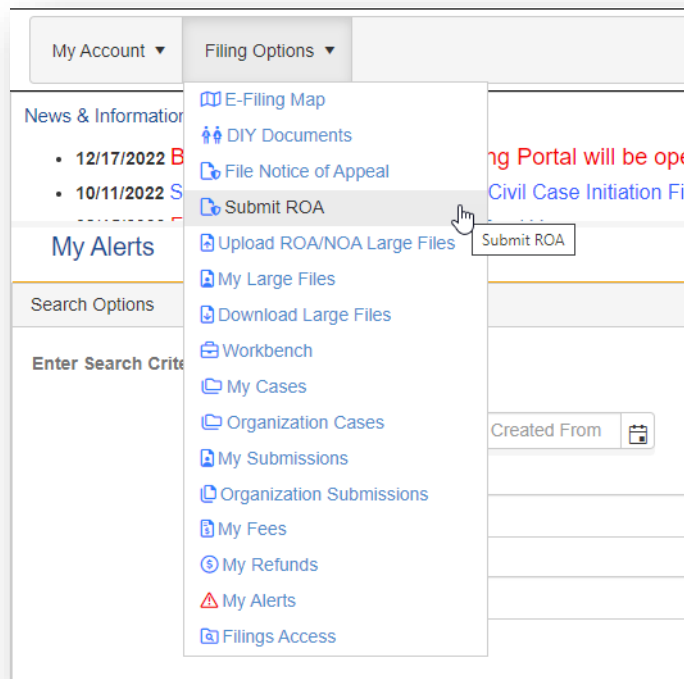 My Account ▼
Filing Options ▼
News & Information
E-Filing Map
DIY Documents
12/17/2022 B
ng Portal will be ope
File Notice of Appeal
10/11/2022 S
Civil Case Initiation Fi
Submit ROA
Submit ROA
My Alerts
Upload ROA/NOA Large Files
My Large Files
Search Options
Download Large Files
Workbench
Enter Search Crite
My Cases
Organization Cases
Created From
My Submissions
Organization Submissions
My Fees
My Refunds
My Alerts
Filings Access